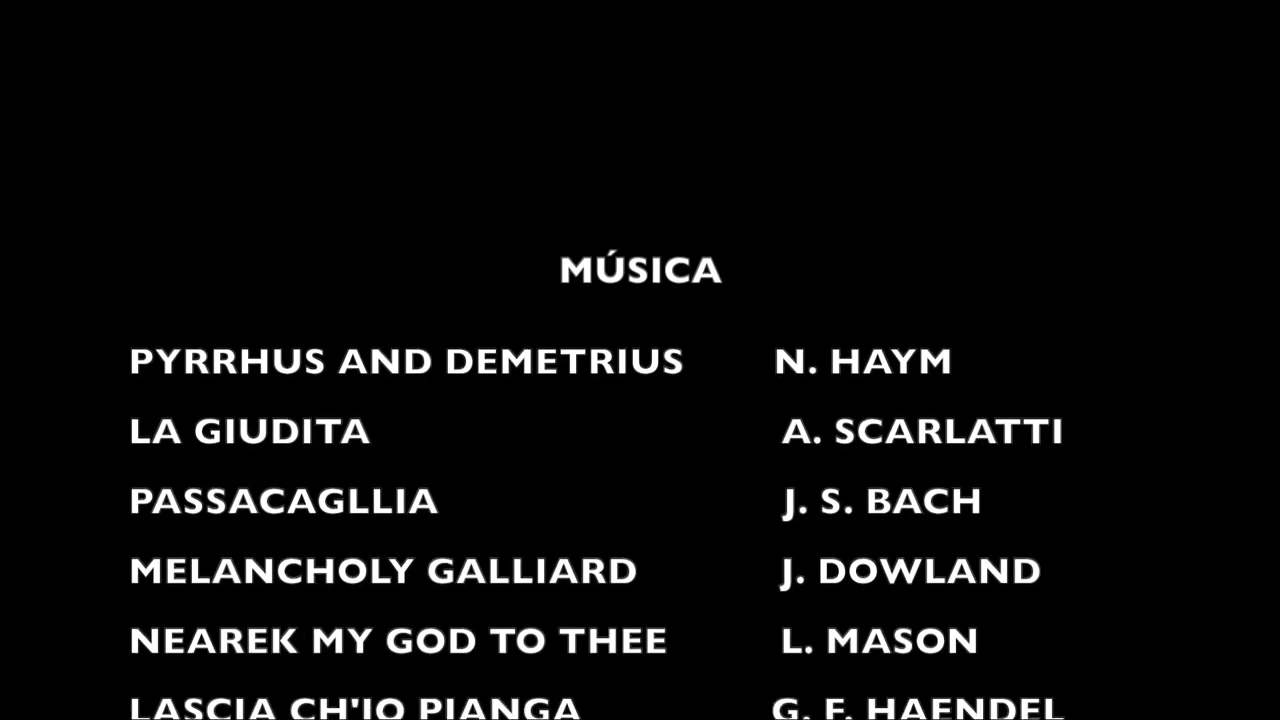 MÚSICA
PYRRHUS AND DEMETRIUS N. HAYM
LA GIUDITA A. SCARLATTI
PASSACAGLLIA J. S. BACH
MELANCHOLY GALLIARD J. DOWLAND
NEAREK MY GOD TO THEE L. MASON
LASCIA CH'IO PIANGA G. F. HAENDEL